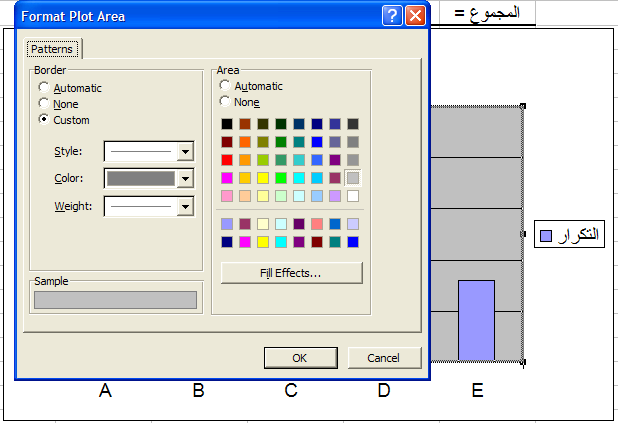 Format Plot Area
المجموع =
Patterns
Border
Automatic
None
Custom
Style:
Color:
Weight:
Sample
Area
Automatic
None
Fill Effects...
OK
Cancel
التكرار
A B C D E